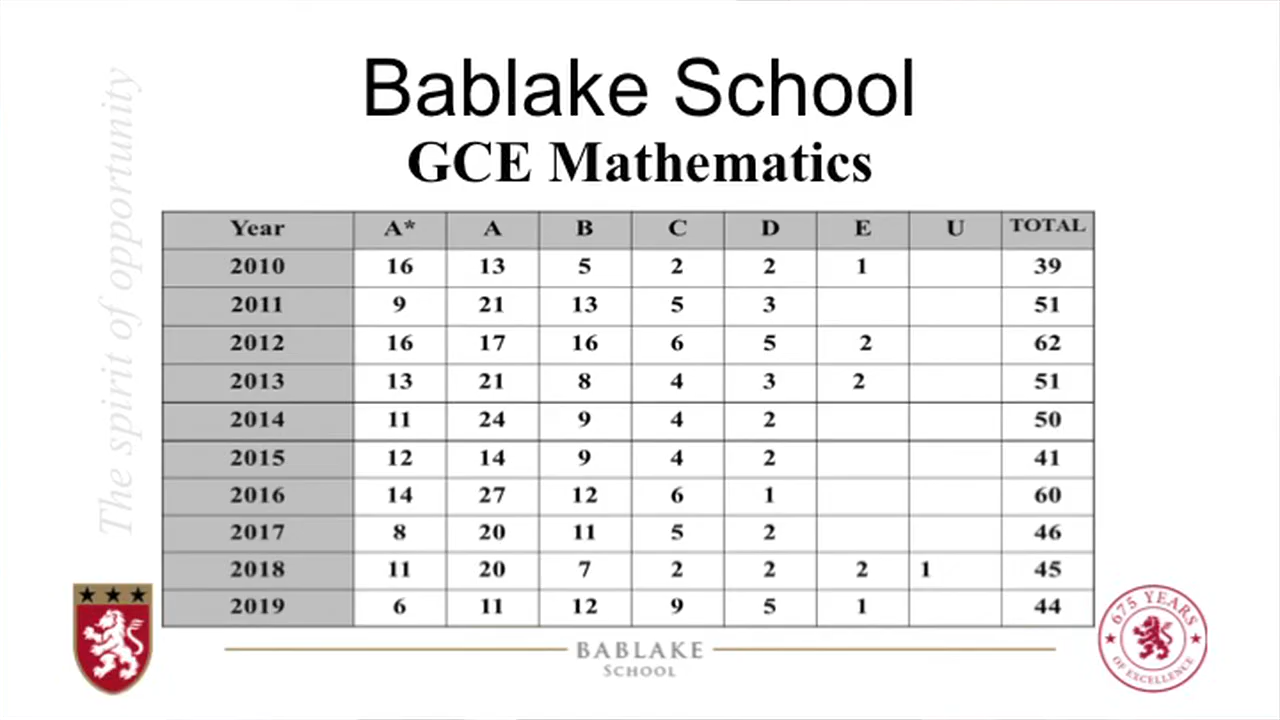 Bablake School
GCE Mathematics
The spirit of opportunity
Year A* A B C D E U TOTAL
2010 16 13 5 2 2 1 39
2011 9 21 13 5 3 51
2012 16 17 16 6 5 2 62
2013 13 21 8 4 3 2 51
2014 11 24 9 4 2 50
2015 12 14 9 4 2 41
2016 14 27 12 6 1 60
2017 8 20 11 5 2 46
2018 11 20 7 2 2 2 1 45
2019 6 11 12 9 5 1 44
BABLAKE
SCHOOL
675 YEARS
OF EXCELLENCE